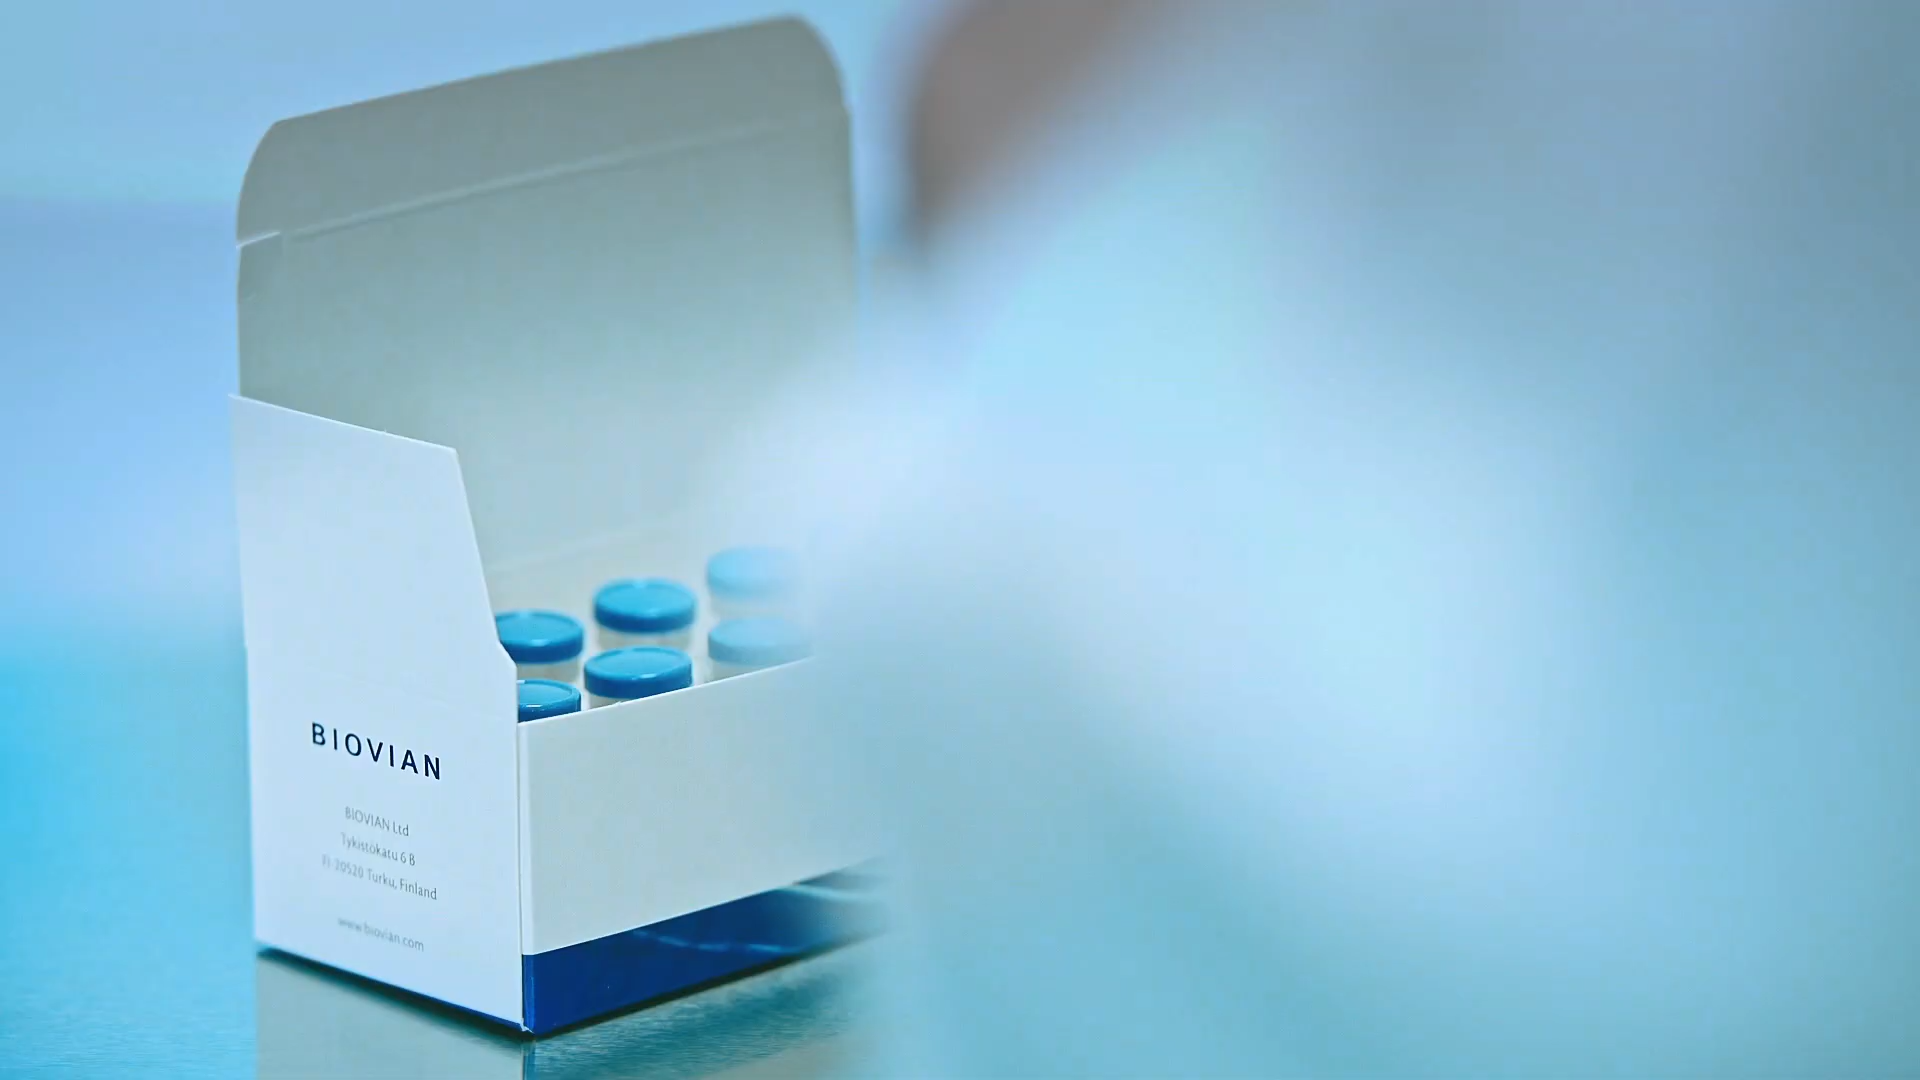 BIOVIAN
BIOVIAN Ltd
Tykistökatu 6 B
FI 20520 Turku, Finland
www.biovian.com